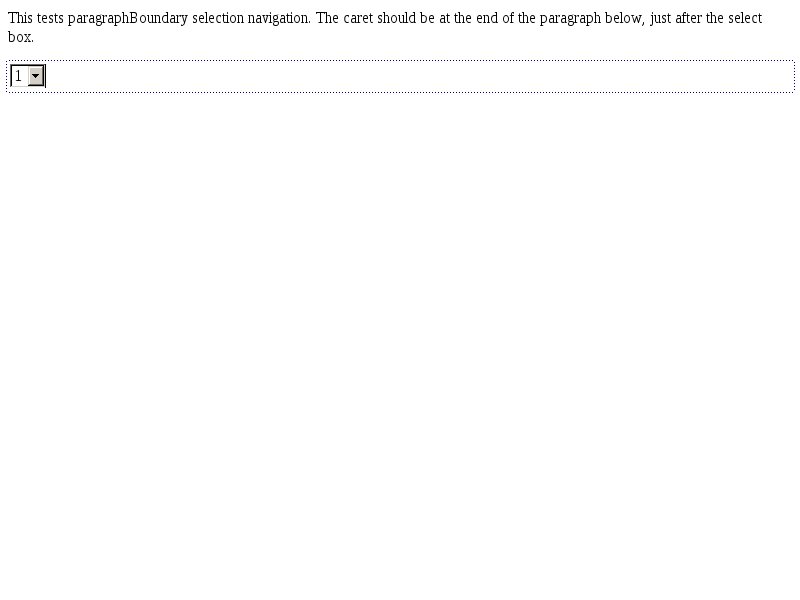 This tests paragraphBoundary selection navigation. The caret should be at the end of the paragraph below, just after the select
box.
1